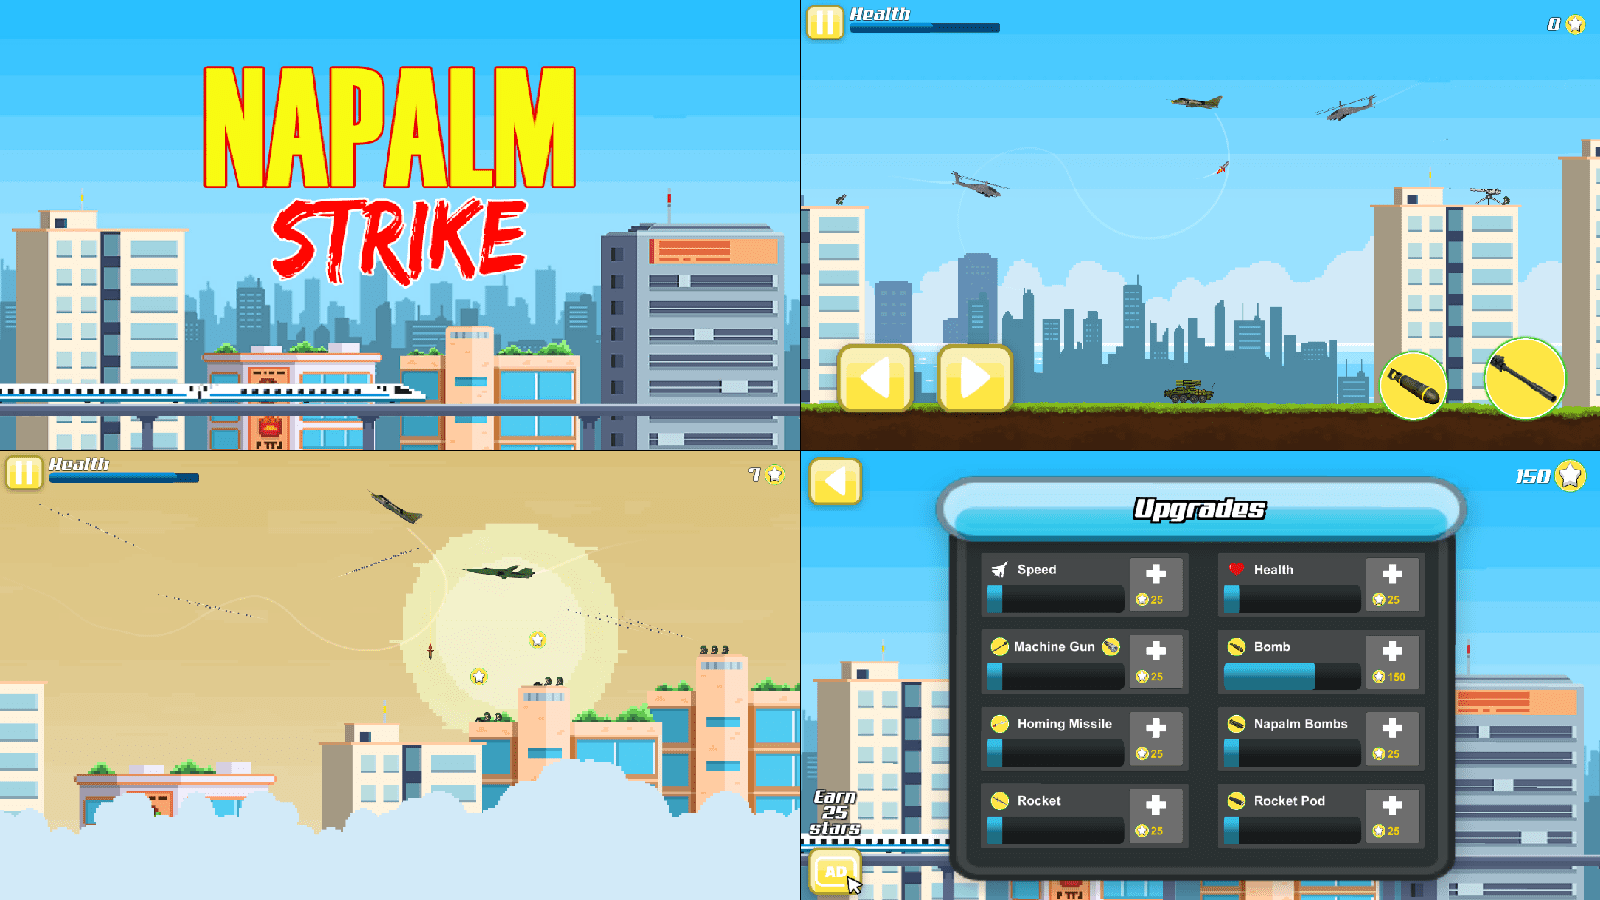 NAPALM
STRIKE
Health
0
Health
7
150
Upgrades
Speed
25
Health
25
Machine Gun
25
Bomb
150
Homing Missile
25
Napalm Bombs
25
Rocket
25
Rocket Pod
25
Earn
25
stars
AD